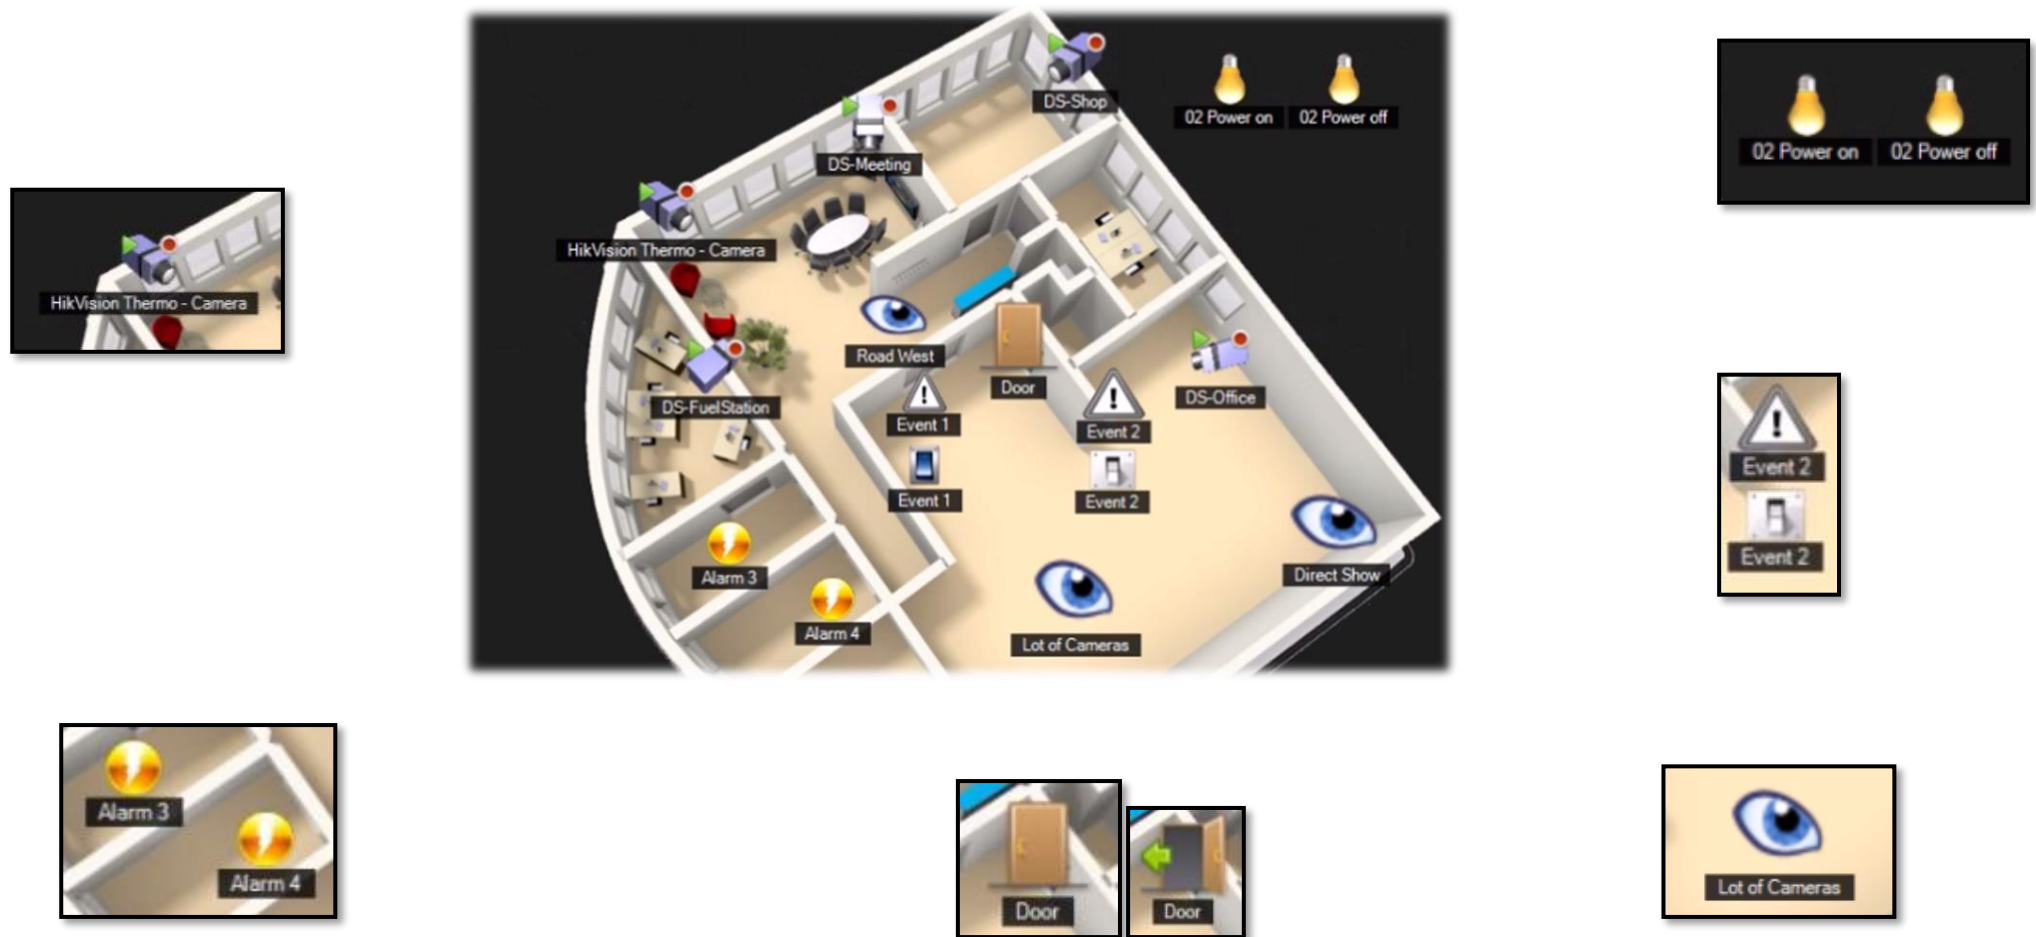 DS-Shop
02 Power on
02 Power off
DS-Meeting
HikVision Thermo - Camera
Road West
Door
DS-Office
DS-FuelStation
Event 1
Event 2
Event 1
Event 2
Alarm 3
Direct Show
Alarm 4
Lot of Cameras
02 Power on
02 Power off
HikVision Thermo - Camera
Event 2
Event 2
Alarm 3
Alarm 4
Door
Door
Lot of Cameras